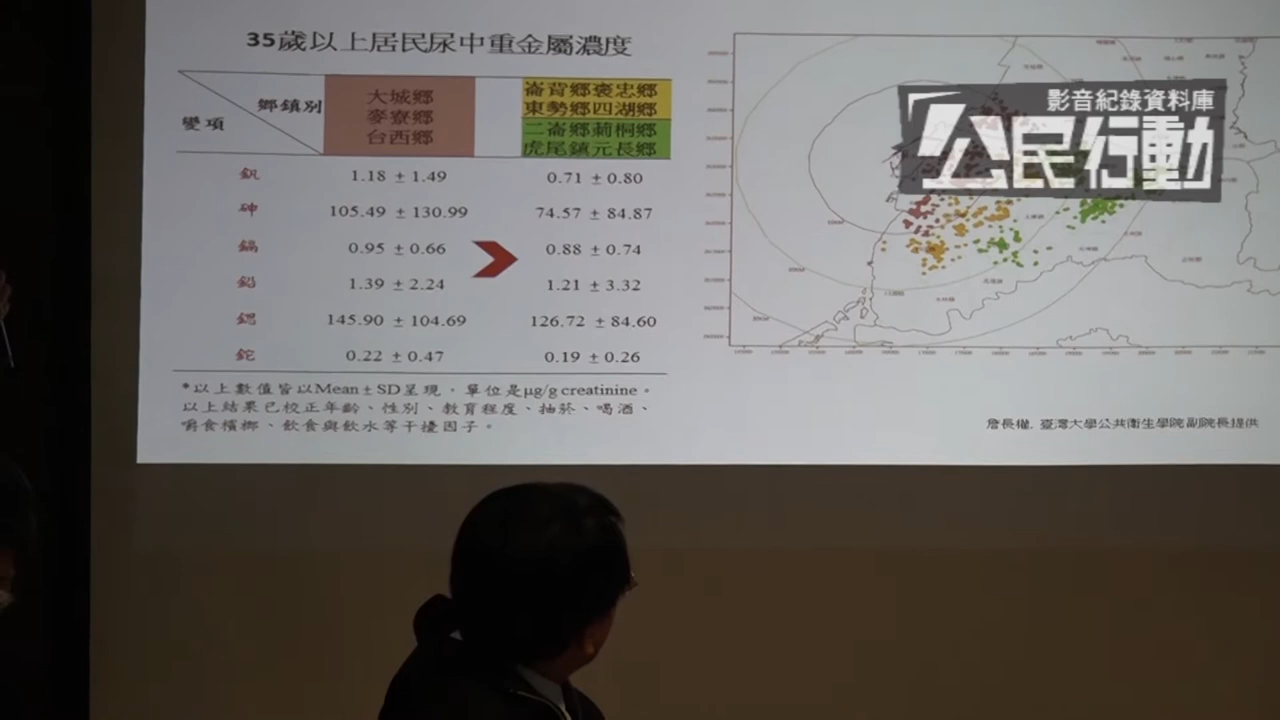 35歲以上居民尿中重金屬濃度
鄉鎮別
變項
大城鄉
麥寮鄉
台西鄉
崙背鄉褒忠鄉
東勢鄉四湖鄉
二崙鄉莿桐鄉
虎尾鎮元長鄉
釩 1.18 ± 1.49 0.71 ± 0.80
砷 105.49 ± 130.99 74.57 ± 84.87
鎘 0.95 ± 0.66 0.88 ± 0.74
鉛 1.39 ± 2.24 1.21 ± 3.32
鍶 145.90 ± 104.69 126.72 ± 84.60
鉈 0.22 ± 0.47 0.19 ± 0.26
*以上數值皆以Mean ± SD呈現，單位是μg/g creatinine。
以上結果已校正年齡、性別、教育程度、抽菸、喝酒、
嚼食檳榔、飲食與飲水等干擾因子。
影音紀錄資料庫
公民行動
詹長權, 臺灣大學公共衛生學院副院長提供